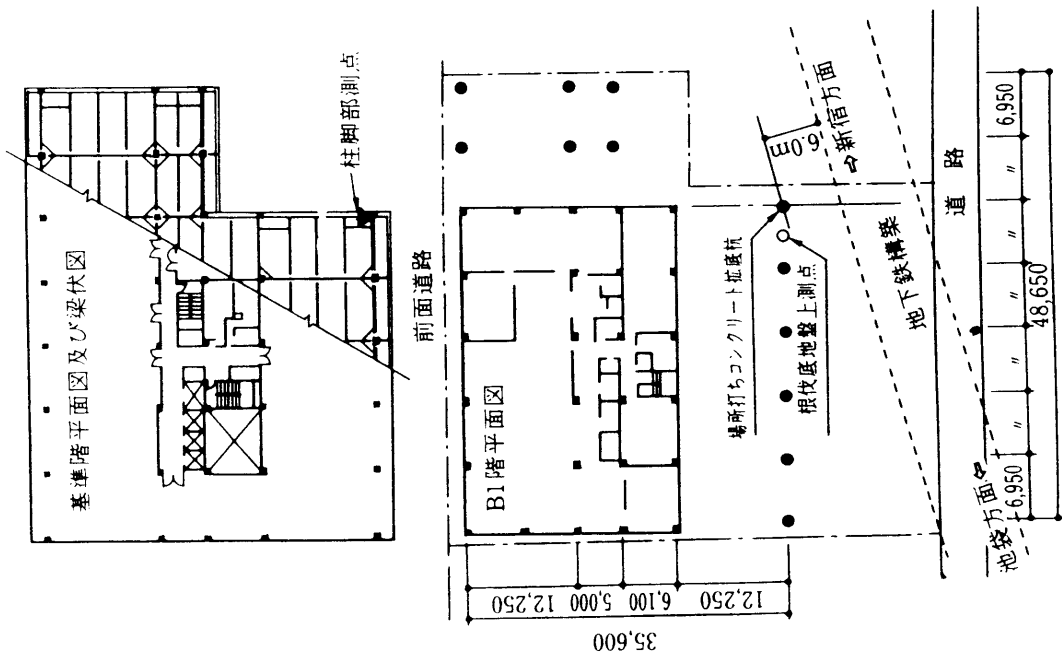 基準階平面図及び梁伏図
柱脚部測点
前面道路
B1階平面図
場所打ちコンクリート拡底杭
根伐底地盤上測点
6.0m
⇨新宿方面
地下鉄構築
池袋方面⇦
道路
6,950
〃
〃
〃
〃
〃
6,950
48,650
12,250
5,000
6,100
12,250
35,600